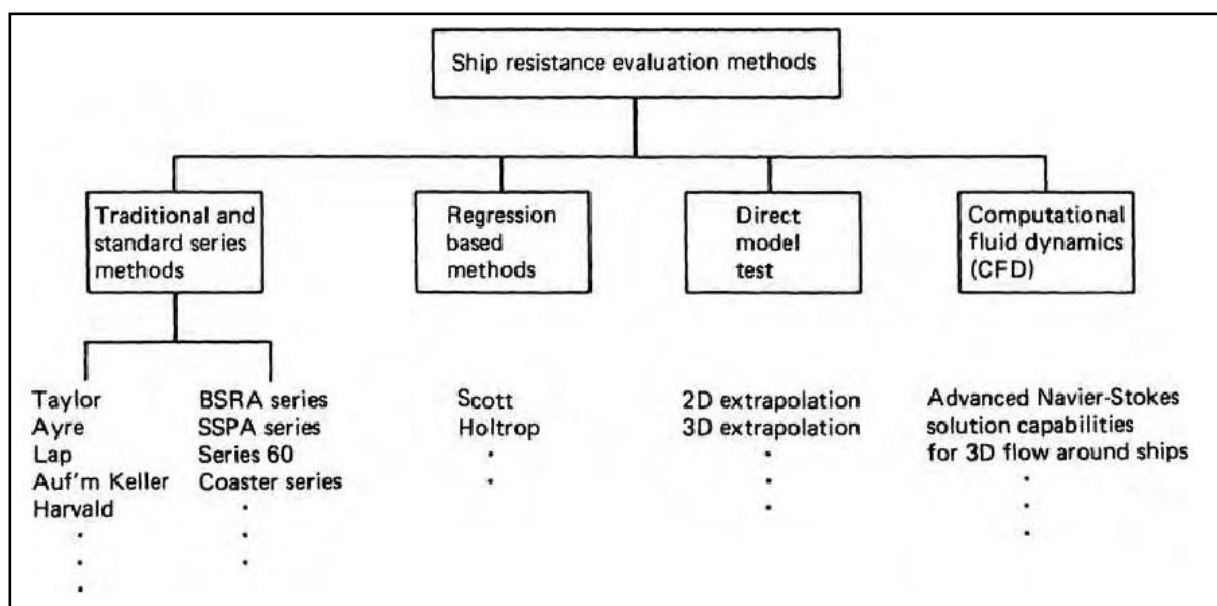 Ship resistance evaluation methods
Traditional and
standard series
methods
Regression
based
methods
Direct
model
test
Computational
fluid dynamics
(CFD)
Taylor
Ayre
Lap
Auf'm Keller
Harvald
BSRA series
SSPA series
Series 60
Coaster series
Scott
Holtrop
2D extrapolation
3D extrapolation
Advanced Navier-Stokes
solution capabilities
for 3D flow around ships